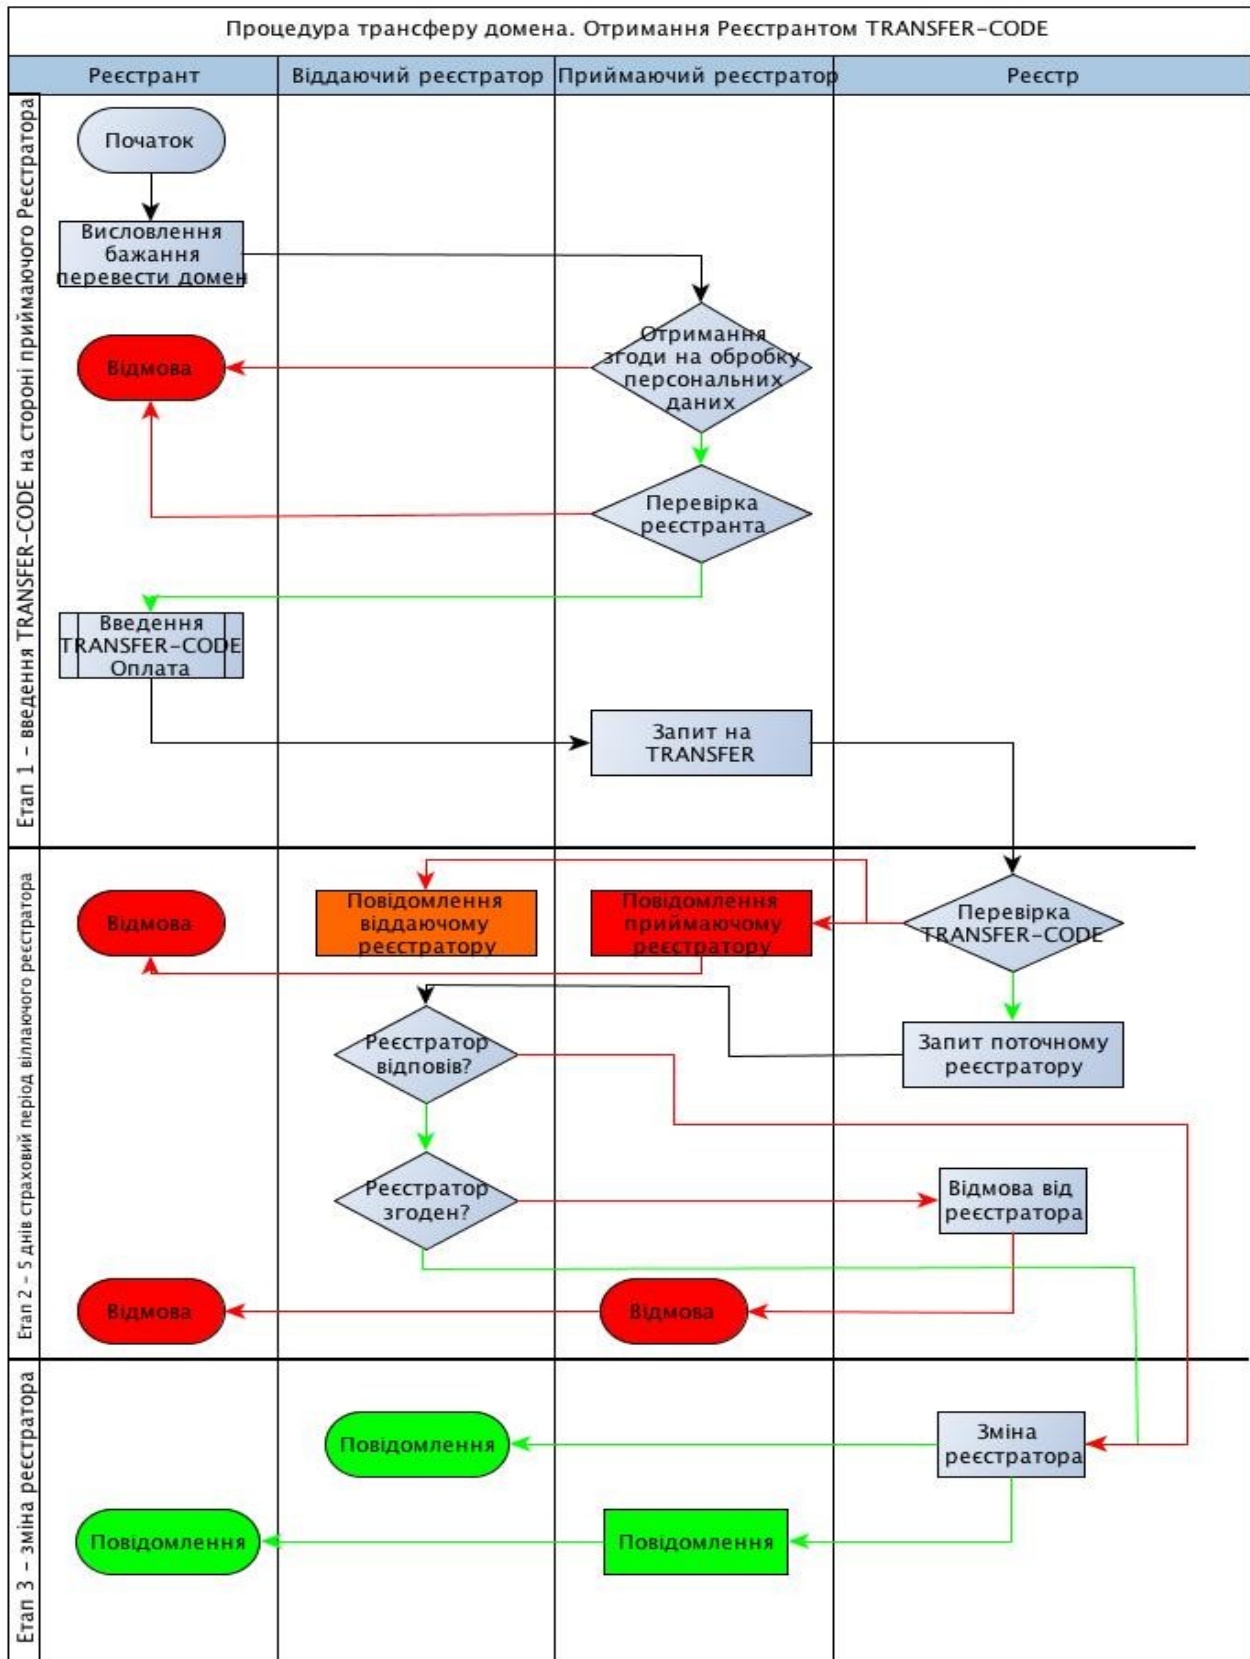 Процедура трансферу домена. Отримання Реєстрантом TRANSFER-CODE
Реєстрант
Віддаючий реєстратор
Приймаючий реєстратор
Реєстр
Етап 1 - введення TRANSFER-CODE на стороні приймаючого Реєстратора
Початок
Висловлення
бажання
перевести домен
Отримання
згоди на обробку
персональних
даних
Відмова
Перевірка
реєстранта
Введення
TRANSFER-CODE
Оплата
Запит на
TRANSFER
Етап 2 - 5 днів страховий період віллаючого реєстратора
Відмова
Повідомлення
віддаючому
реєстратору
Повідомлення
приймаючому
реєстратору
Перевірка
TRANSFER-CODE
Реєстратор
відповів?
Запит поточному
реєстратору
Реєстратор
згоден?
Відмова від
реєстратора
Відмова
Відмова
Етап 3 - зміна реєстратора
Повідомлення
Зміна
реєстратора
Повідомлення
Повідомлення